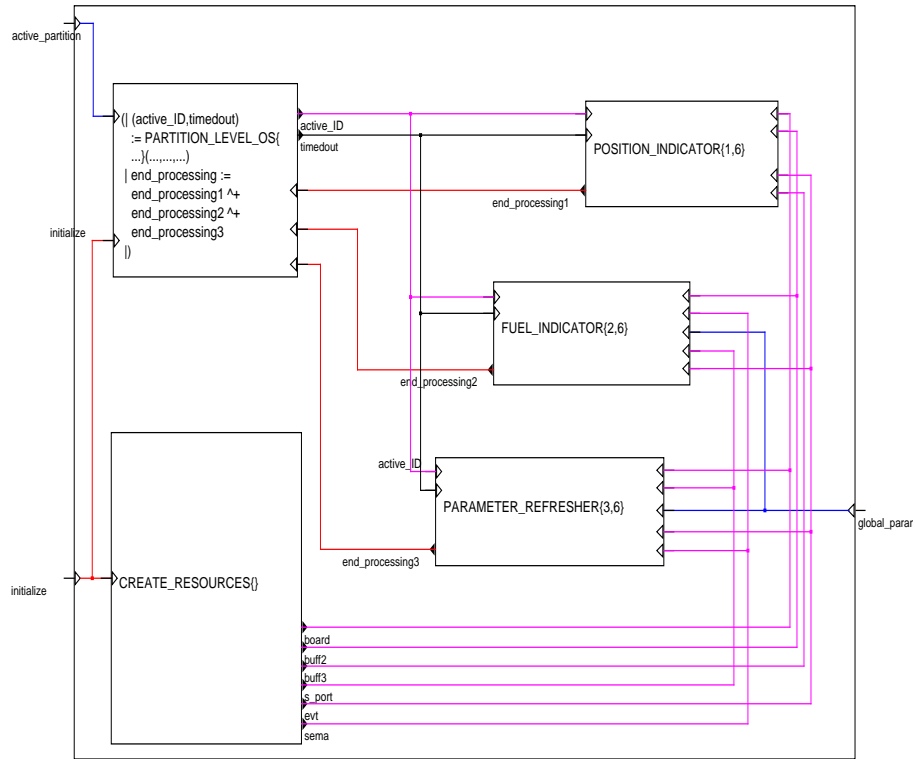 active_partition
(| (active_ID,timedout)
:= PARTITION_LEVEL_OS{
...}(...,...,...)
| end_processing :=
end_processing1 ^+
end_processing2 ^+
end_processing3
|)
initialize
active_ID
timedout
end_processing1
POSITION_INDICATOR{1,6}
FUEL_INDICATOR{2,6}
end_processing2
active_ID
PARAMETER_REFRESHER{3,6}
end_processing3
global_param
initialize
CREATE_RESOURCES{}
board
buff2
buff3
s_port
evt
sema